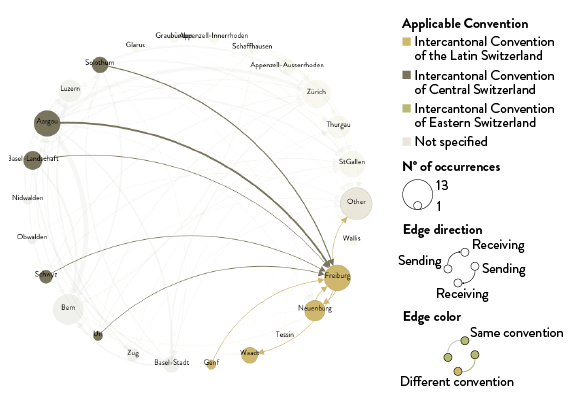 Applicable Convention
Intercantonal Convention
of the Latin Switzerland
Intercantonal Convention
of Central Switzerland
Intercantonal Convention
of Eastern Switzerland
Not specified
N° of occurrences
13
1
Edge direction
Receiving
Sending
Sending
Receiving
Edge color
Same convention
Different convention
Glarus
Graubünden
Appenzell-Innerrhoden
Schaffhausen
Appenzell-Ausserrhoden
Solothurn
Luzern
Zürich
Aargau
Thurgau
Basel-Landschaft
StGallen
Nidwalden
Other
Obwalden
Wallis
Schwyz
Freiburg
Bern
Neuenburg
Uri
Tessin
Zug
Basel-Stadt
Genf
Waadt